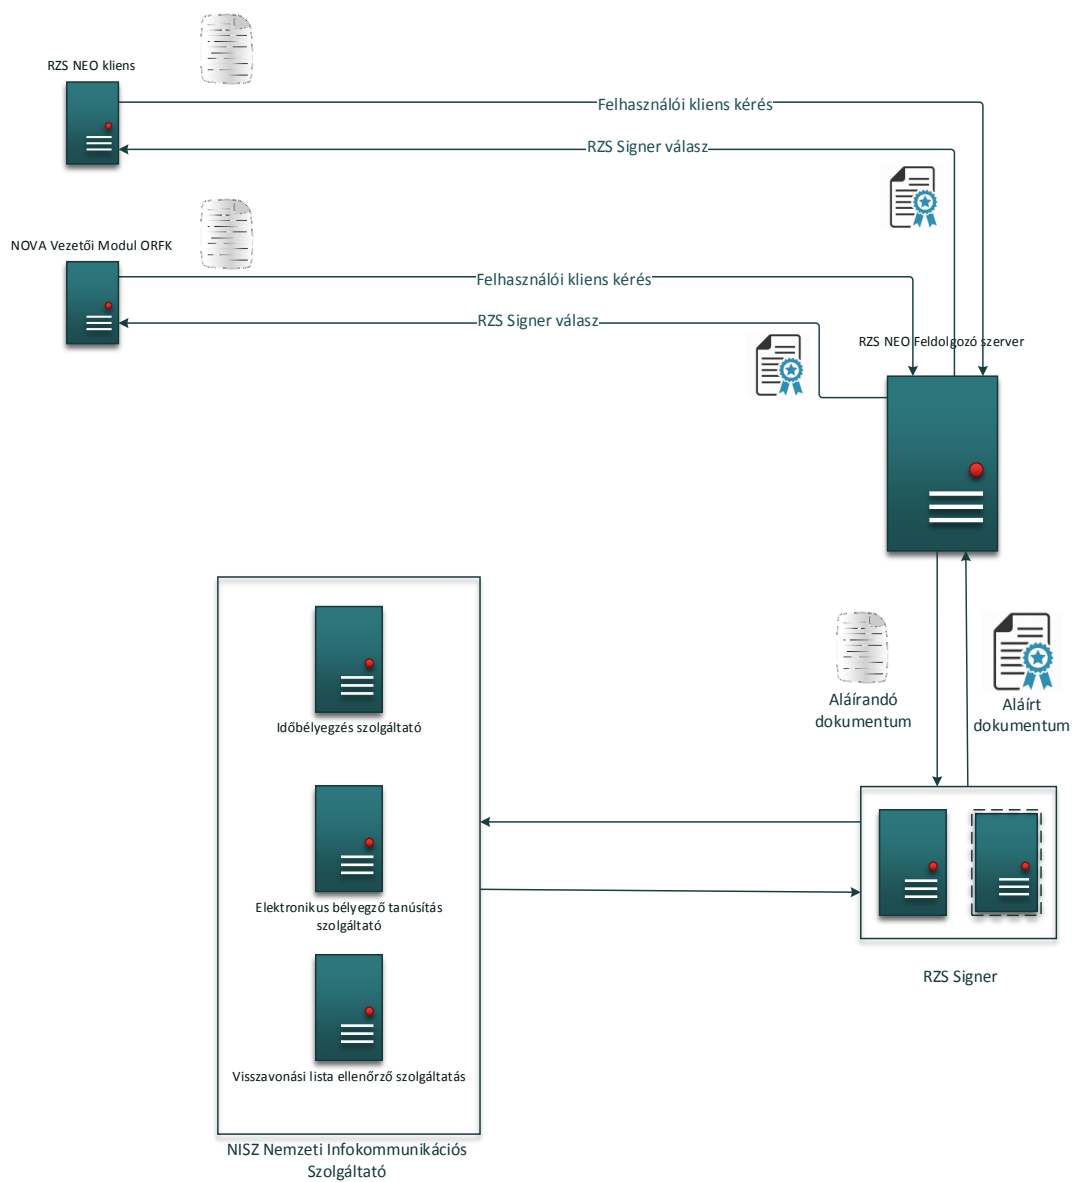 RZS NEO kliens
Felhasználói kliens kérés
RZS Signer válasz
NOVA Vezetői Modul ORFK
Felhasználói kliens kérés
RZS Signer válasz
RZS NEO Feldolgozó szerver
Aláírandó
dokumentum
Aláírt
dokumentum
Időbélyegzés szolgáltató
Elektronikus bélyegző tanúsítás
szolgáltató
Visszavonási lista ellenőrző szolgáltatás
RZS Signer
NISZ Nemzeti Infokommunikációs
Szolgáltató